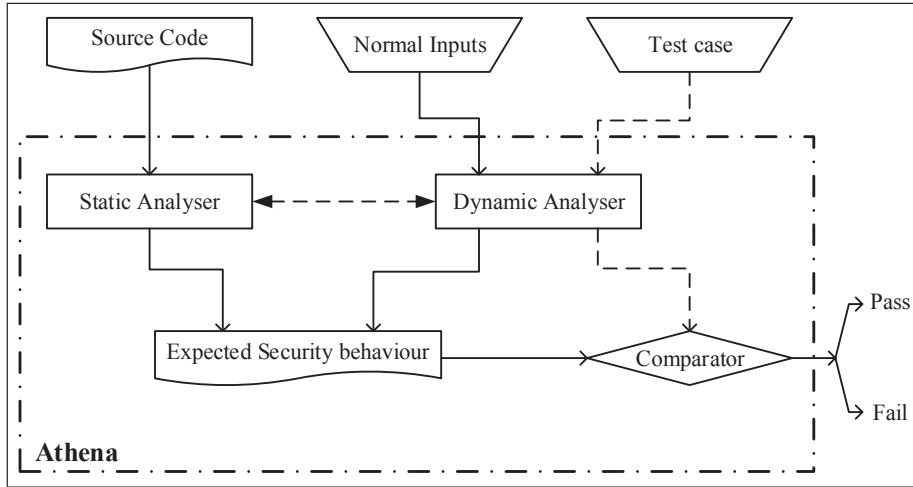 Source Code
Normal Inputs
Test case
Static Analyser
Dynamic Analyser
Expected Security behaviour
Comparator
Pass
Fail
Athena